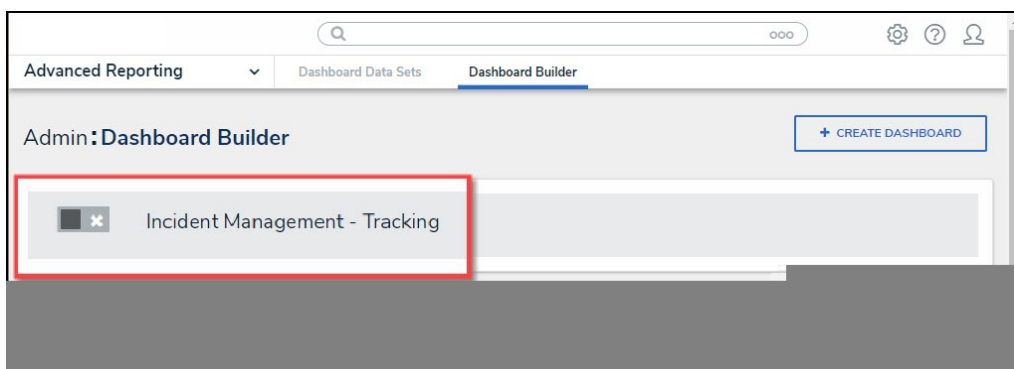 Advanced Reporting
Dashboard Data Sets
Dashboard Builder
Admin:Dashboard Builder
+ CREATE DASHBOARD
Incident Management - Tracking